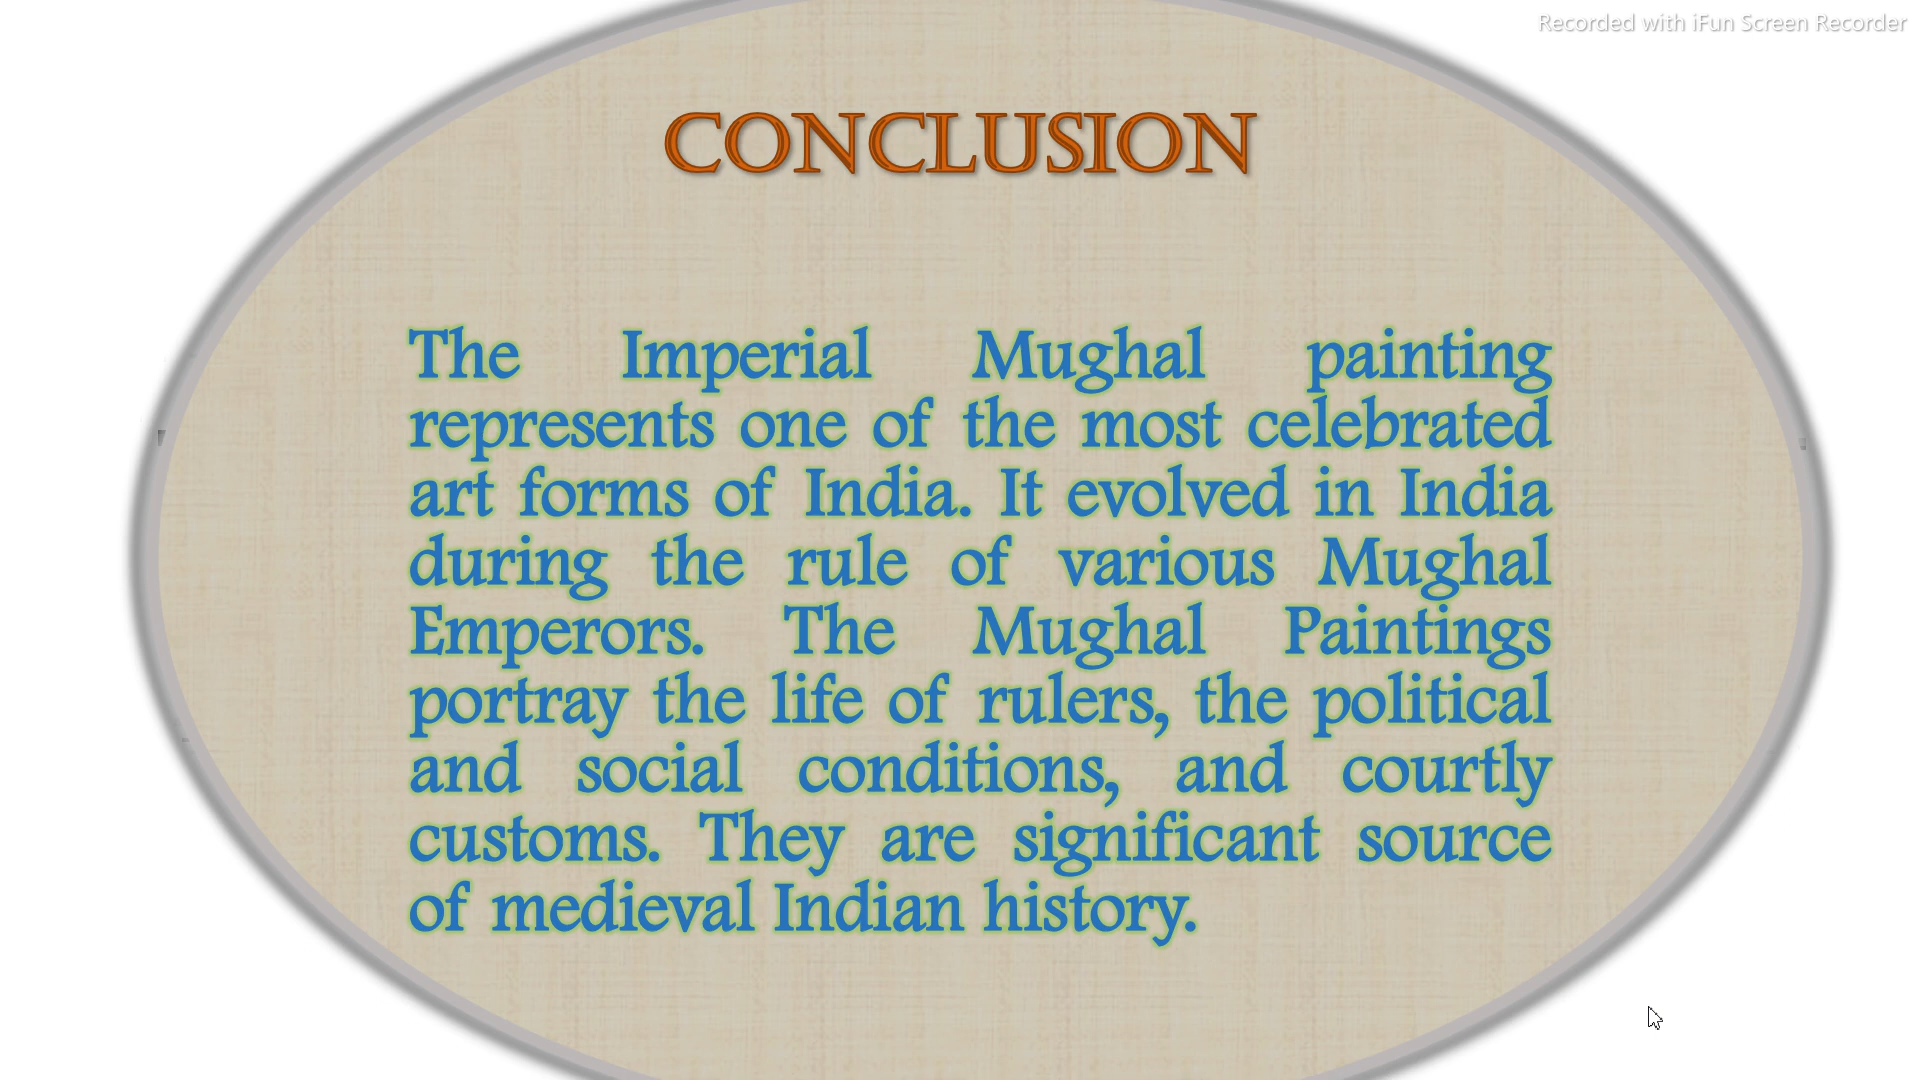 Recorded with iFun Screen Recorder
CONCLUSION
The Imperial Mughal painting
represents one of the most celebrated
art forms of India. It evolved in India
during the rule of various Mughal
Emperors. The Mughal Paintings
portray the life of rulers, the political
and social conditions, and courtly
customs. They are significant source
of medieval Indian history.